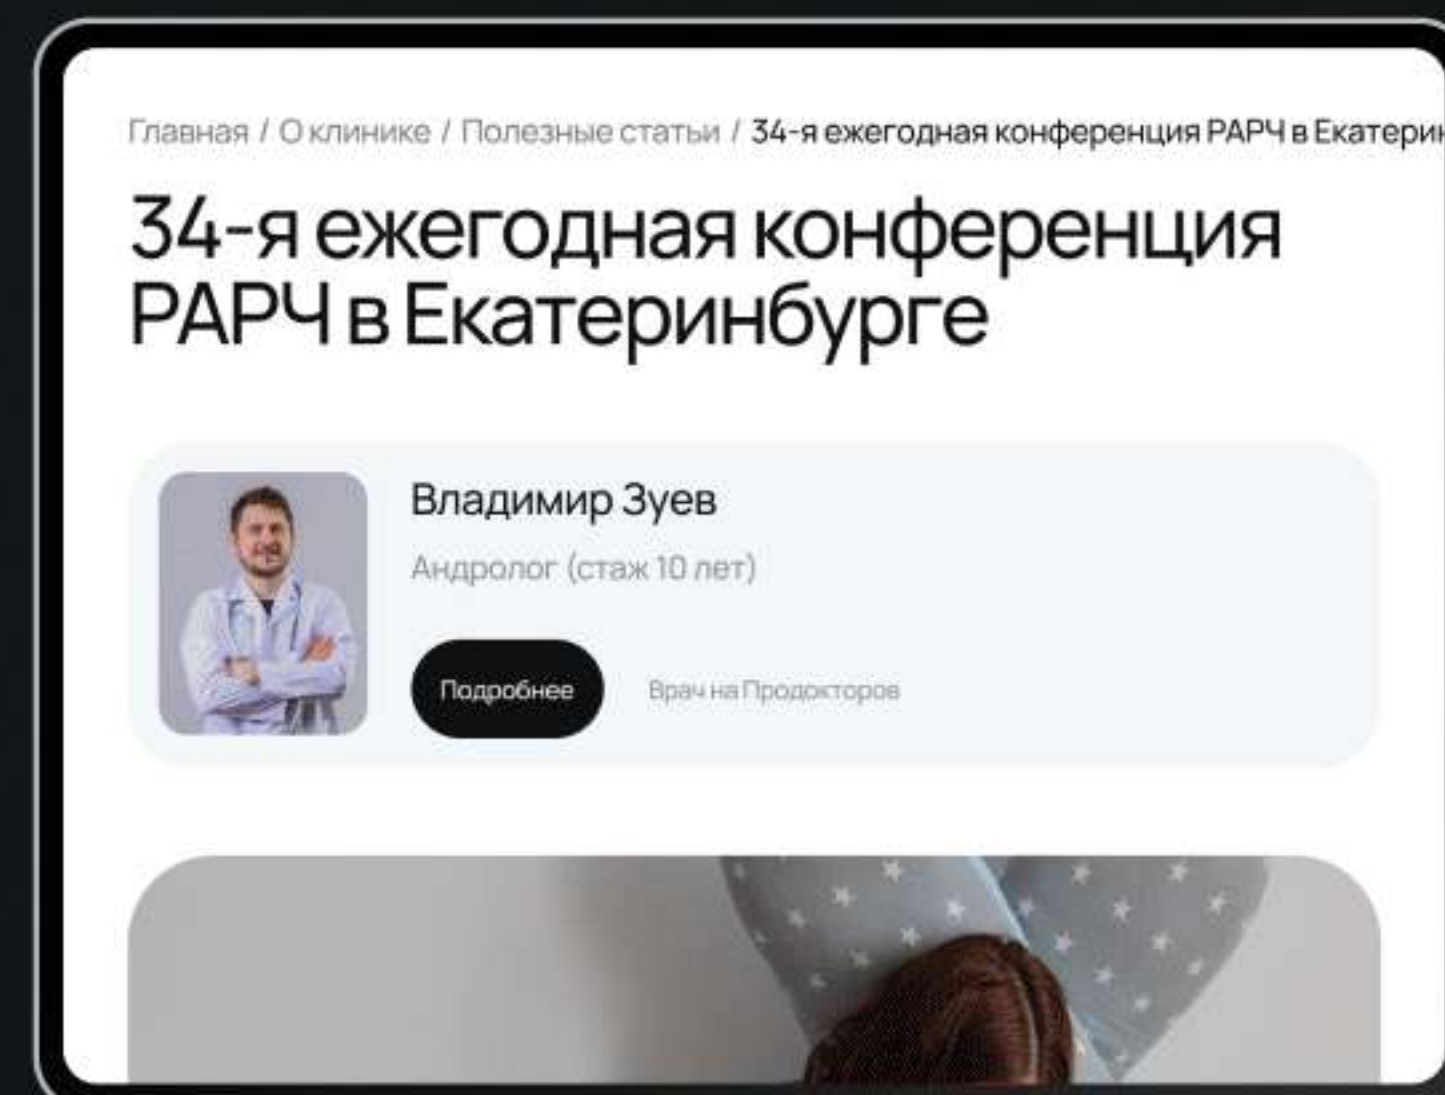 Главная / О клинике / Полезные статьи / 34-я ежегодная конференция РАРЧ в
34-я ежегодная конференция
РАРЧ в Екатеринбурге
Владимир Зуев
Андролог (стаж 10 лет)
Подробнее
Врач на Продокторов